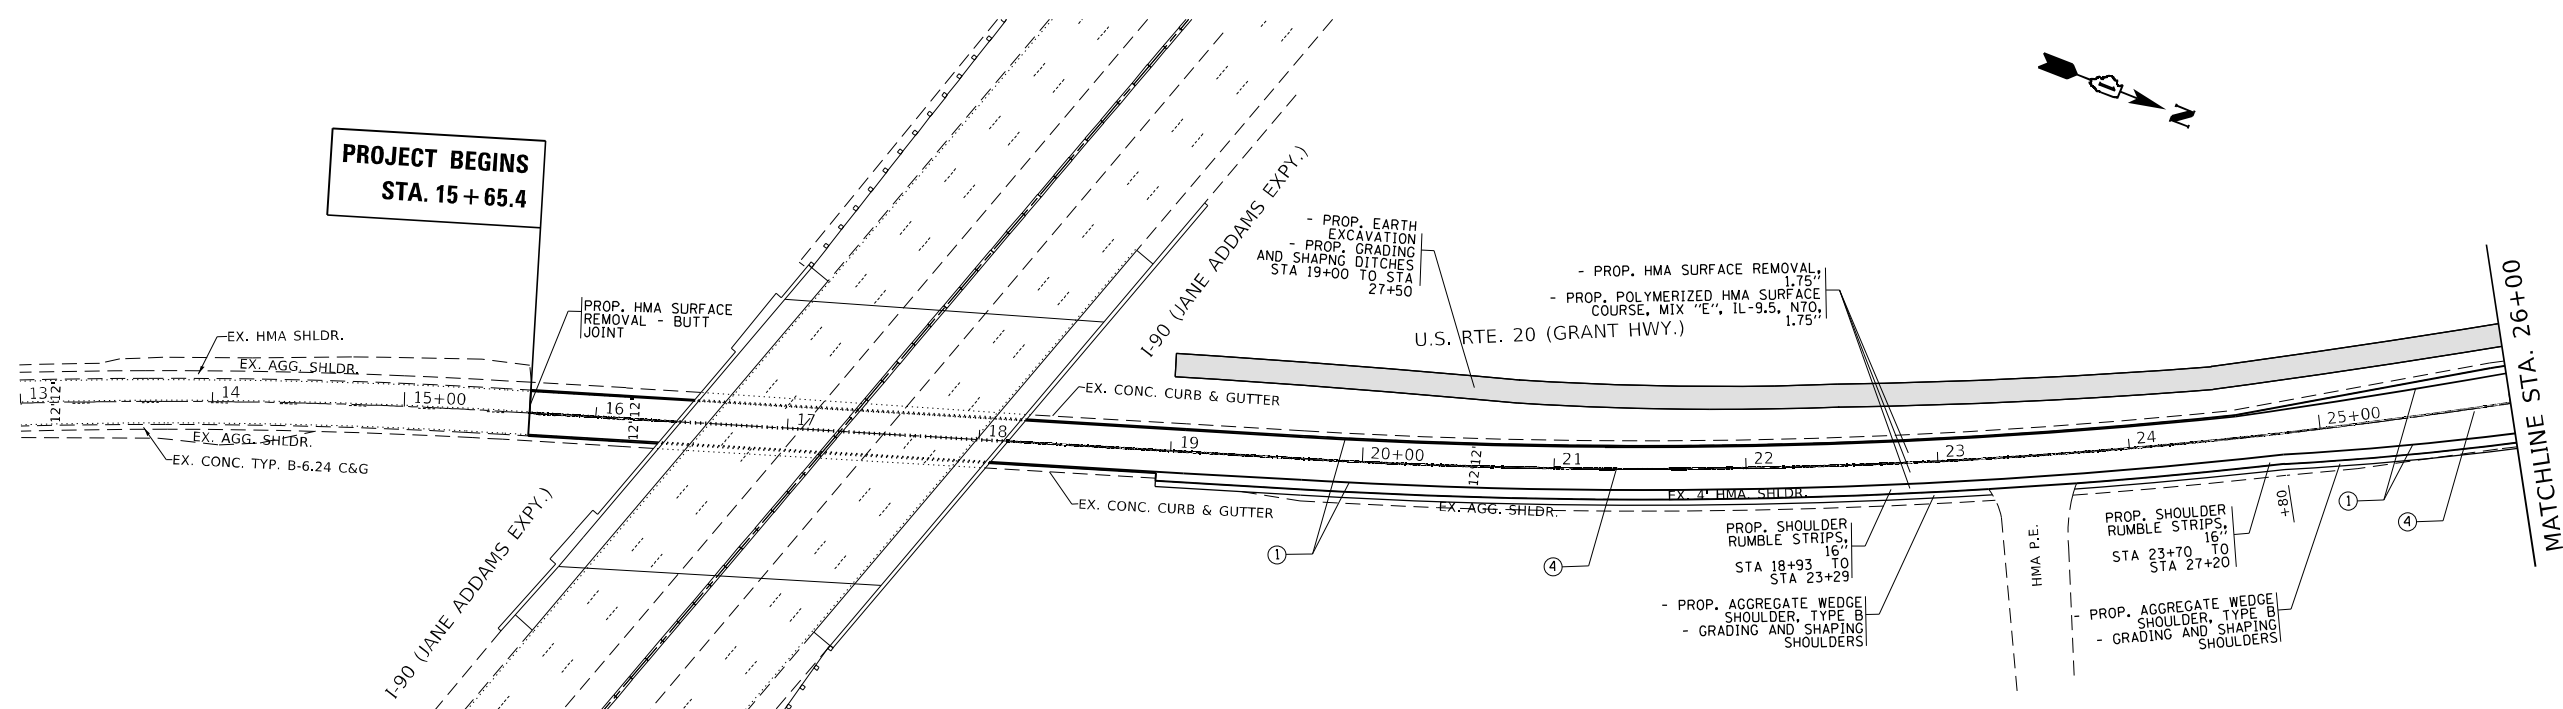 N
PROJECT BEGINS
STA. 15+65.4
PROP. HMA SURFACE
REMOVAL - BUTT
JOINT
EX. HMA SHLDR.
EX. AGG. SHLDR.
13
12'
12'
14
15+00
EX. AGG. SHLDR.
EX. CONC. TYP. B-6.24 C&G
16
12'
12'
17
18
I-90 (JANE ADDAMS EXPY.)
I-90 (JANE ADDAMS EXPY.)
- PROP. EARTH
EXCAVATION
- PROP. GRADING
AND SHAPNG DITCHES
STA 19+00 TO STA
27+50
- PROP. HMA SURFACE REMOVAL,
1.75"
- PROP. POLYMERIZED HMA SURFACE
COURSE, MIX "E", IL-9.5, N70,
1.75"
U.S. RTE. 20 (GRANT HWY.)
EX. CONC. CURB & GUTTER
19
20+00
12'
12'
21
22
23
24
25+00
EX. 4' HMA. SHLDR.
EX. AGG. SHLDR.
EX. CONC. CURB & GUTTER
1
4
PROP. SHOULDER
RUMBLE STRIPS,
16"
STA 18+93 TO
STA 23+29
- PROP. AGGREGATE WEDGE
SHOULDER, TYPE B
- GRADING AND SHAPING
SHOULDERS
HMA P.E.
PROP. SHOULDER
RUMBLE STRIPS,
16"
STA 23+70 TO
STA 27+20
+80
- PROP. AGGREGATE WEDGE
SHOULDER, TYPE B
- GRADING AND SHAPING
SHOULDERS
1
4
MATCHLINE STA. 26+00